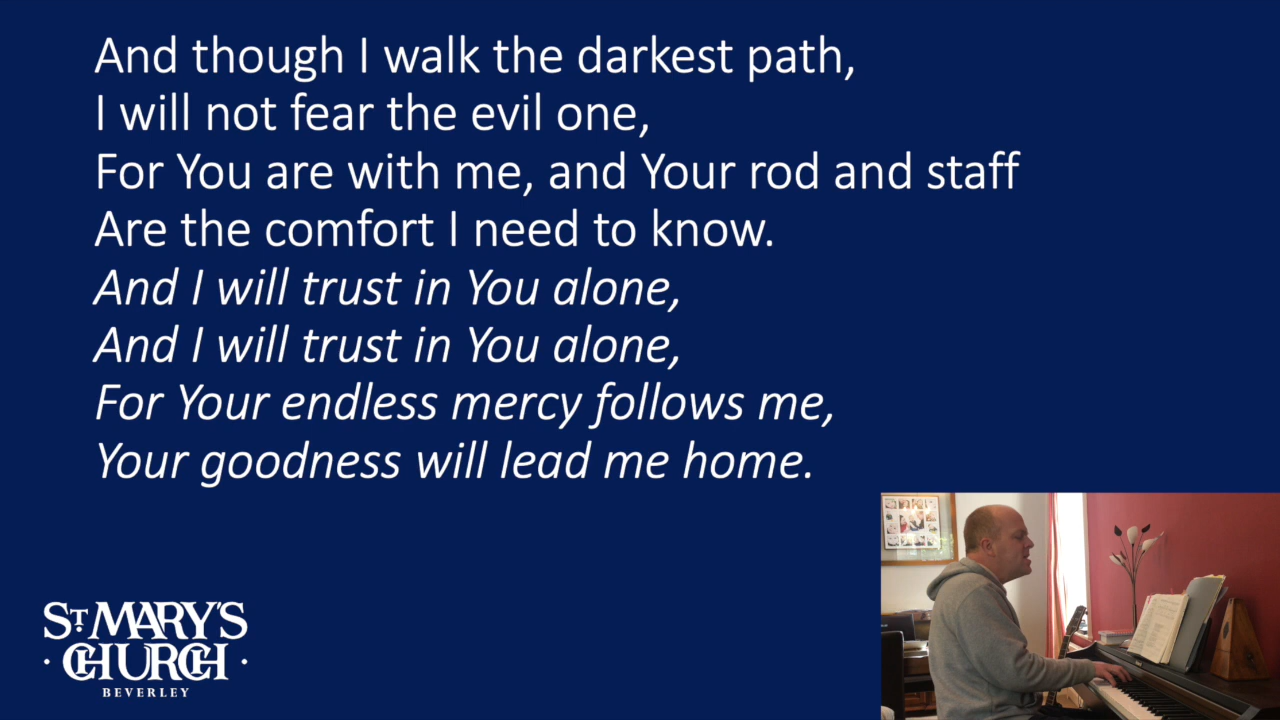 And though I walk the darkest path,
I will not fear the evil one,
For You are with me, and Your rod and staff
Are the comfort I need to know.
And I will trust in You alone,
And I will trust in You alone,
For Your endless mercy follows me,
Your goodness will lead me home.
ST MARY'S
· CHURCH ·
BEVERLEY